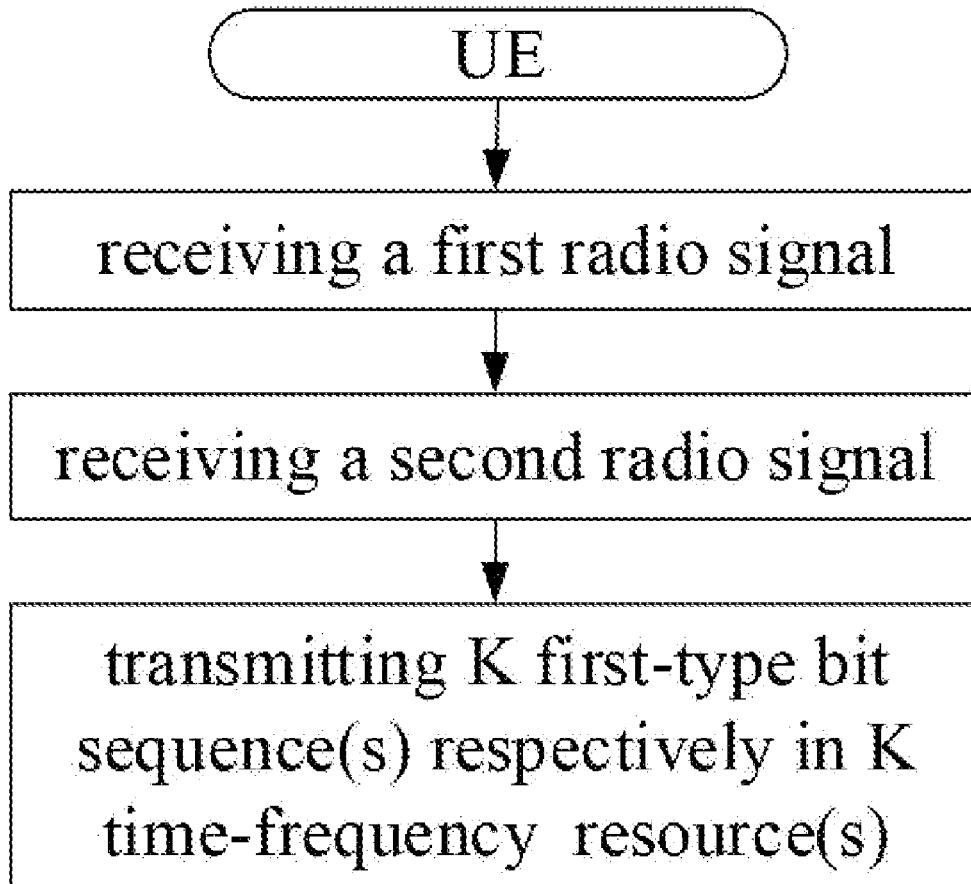 UE
receiving a first radio signal
receiving a second radio signal
transmitting K first-type bit
sequence(s) respectively in K
time-frequency resource(s)